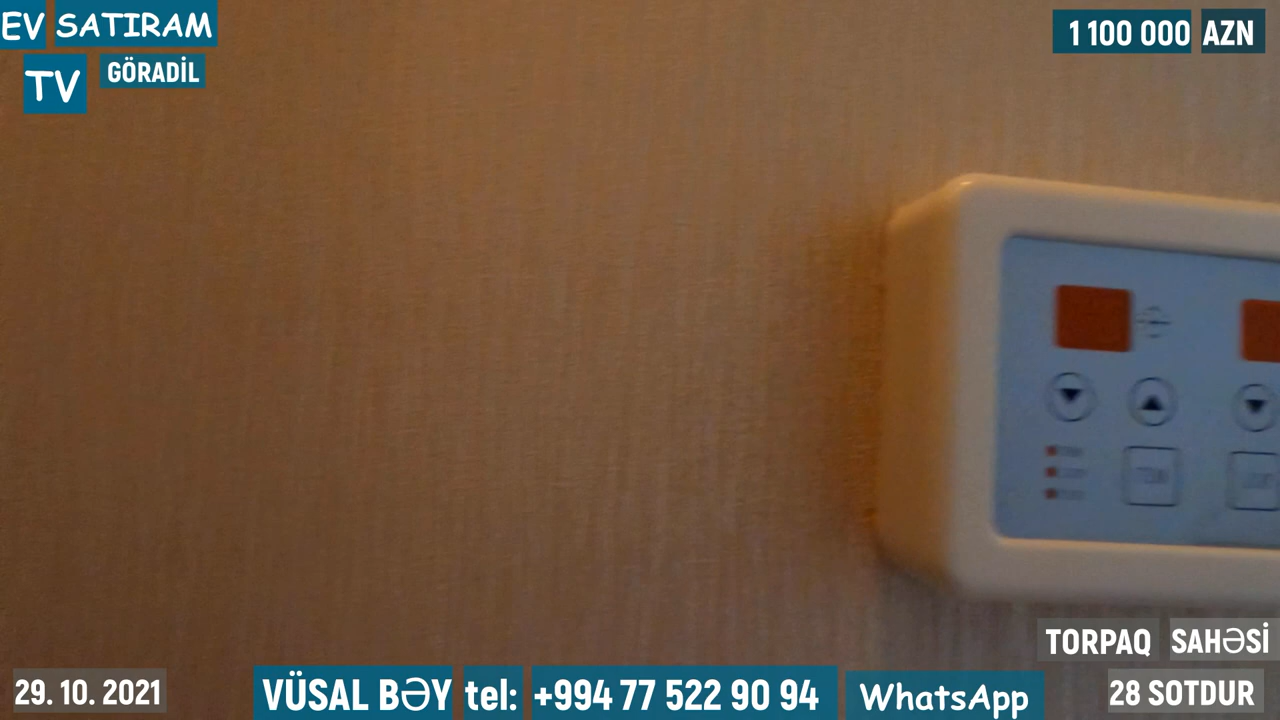 EV SATIRAM
TV GÖRADİL
1 100 000 AZN
TORPAQ SAHƏSİ
28 SOTDUR
29. 10. 2021
VÜSAL BƏY tel: +994 77 522 90 94 WhatsApp